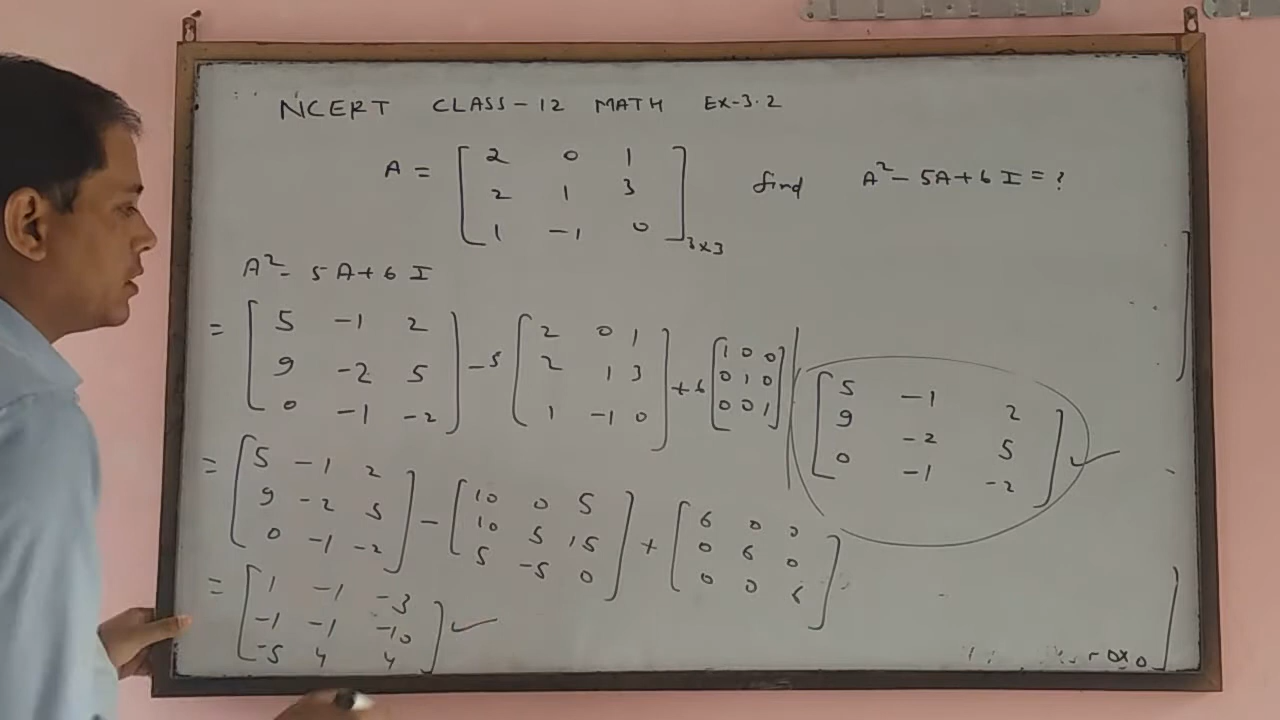 NCERT CLASS-12 MATH EX-3.2
A = [ 2 0 1
2 1 3
1 -1 0 ]3x3 find A² - 5A + 6 I = ?
A² - 5 A + 6 I
= [ 5 -1 2
9 -2 5
0 -1 -2 ] - 5 [ 2 0 1
2 1 3
1 -1 0 ] + 6 [ 1 0 0
0 1 0
0 0 1 ]
[ 5 -1 2
9 -2 5
0 -1 -2 ] ✓
= [ 5 -1 2
9 -2 5
0 -1 -2 ] - [ 10 0 5
10 5 15
5 -5 0 ] + [ 6 0 0
0 6 0
0 0 6 ]
= [ 1 -1 -3
-1 -1 -10
-5 4 4 ] ✓